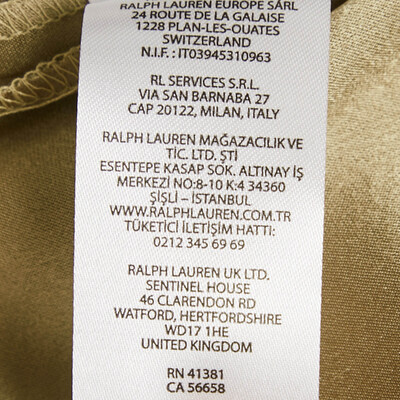 RALPH LAUREN EUROPE SÁRL
24 ROUTE DE LA GALAISE
1228 PLAN-LES-OUATES
SWITZERLAND
N.I.F. : IT03945310963
RL SERVICES S.R.L.
VIA SAN BARNABA 27
CAP 20122, MILAN, ITALY
RALPH LAUREN MAĞAZACILIK VE
TİC. LTD. ŞTİ
ESENTEPE KASAP SOK. ALTINAY İŞ
MERKEZİ NO:8-10 K:4 34360
ŞİŞLİ – İSTANBUL
WWW.RALPHLAUREN.COM.TR
TÜKETİCİ İLETİŞİM HATTI:
0212 345 69 69
RALPH LAUREN UK LTD.
SENTINEL HOUSE
46 CLARENDON RD
WATFORD, HERTFORDSHIRE
WD17 1HE
UNITED KINGDOM
RN 41381
CA 56658